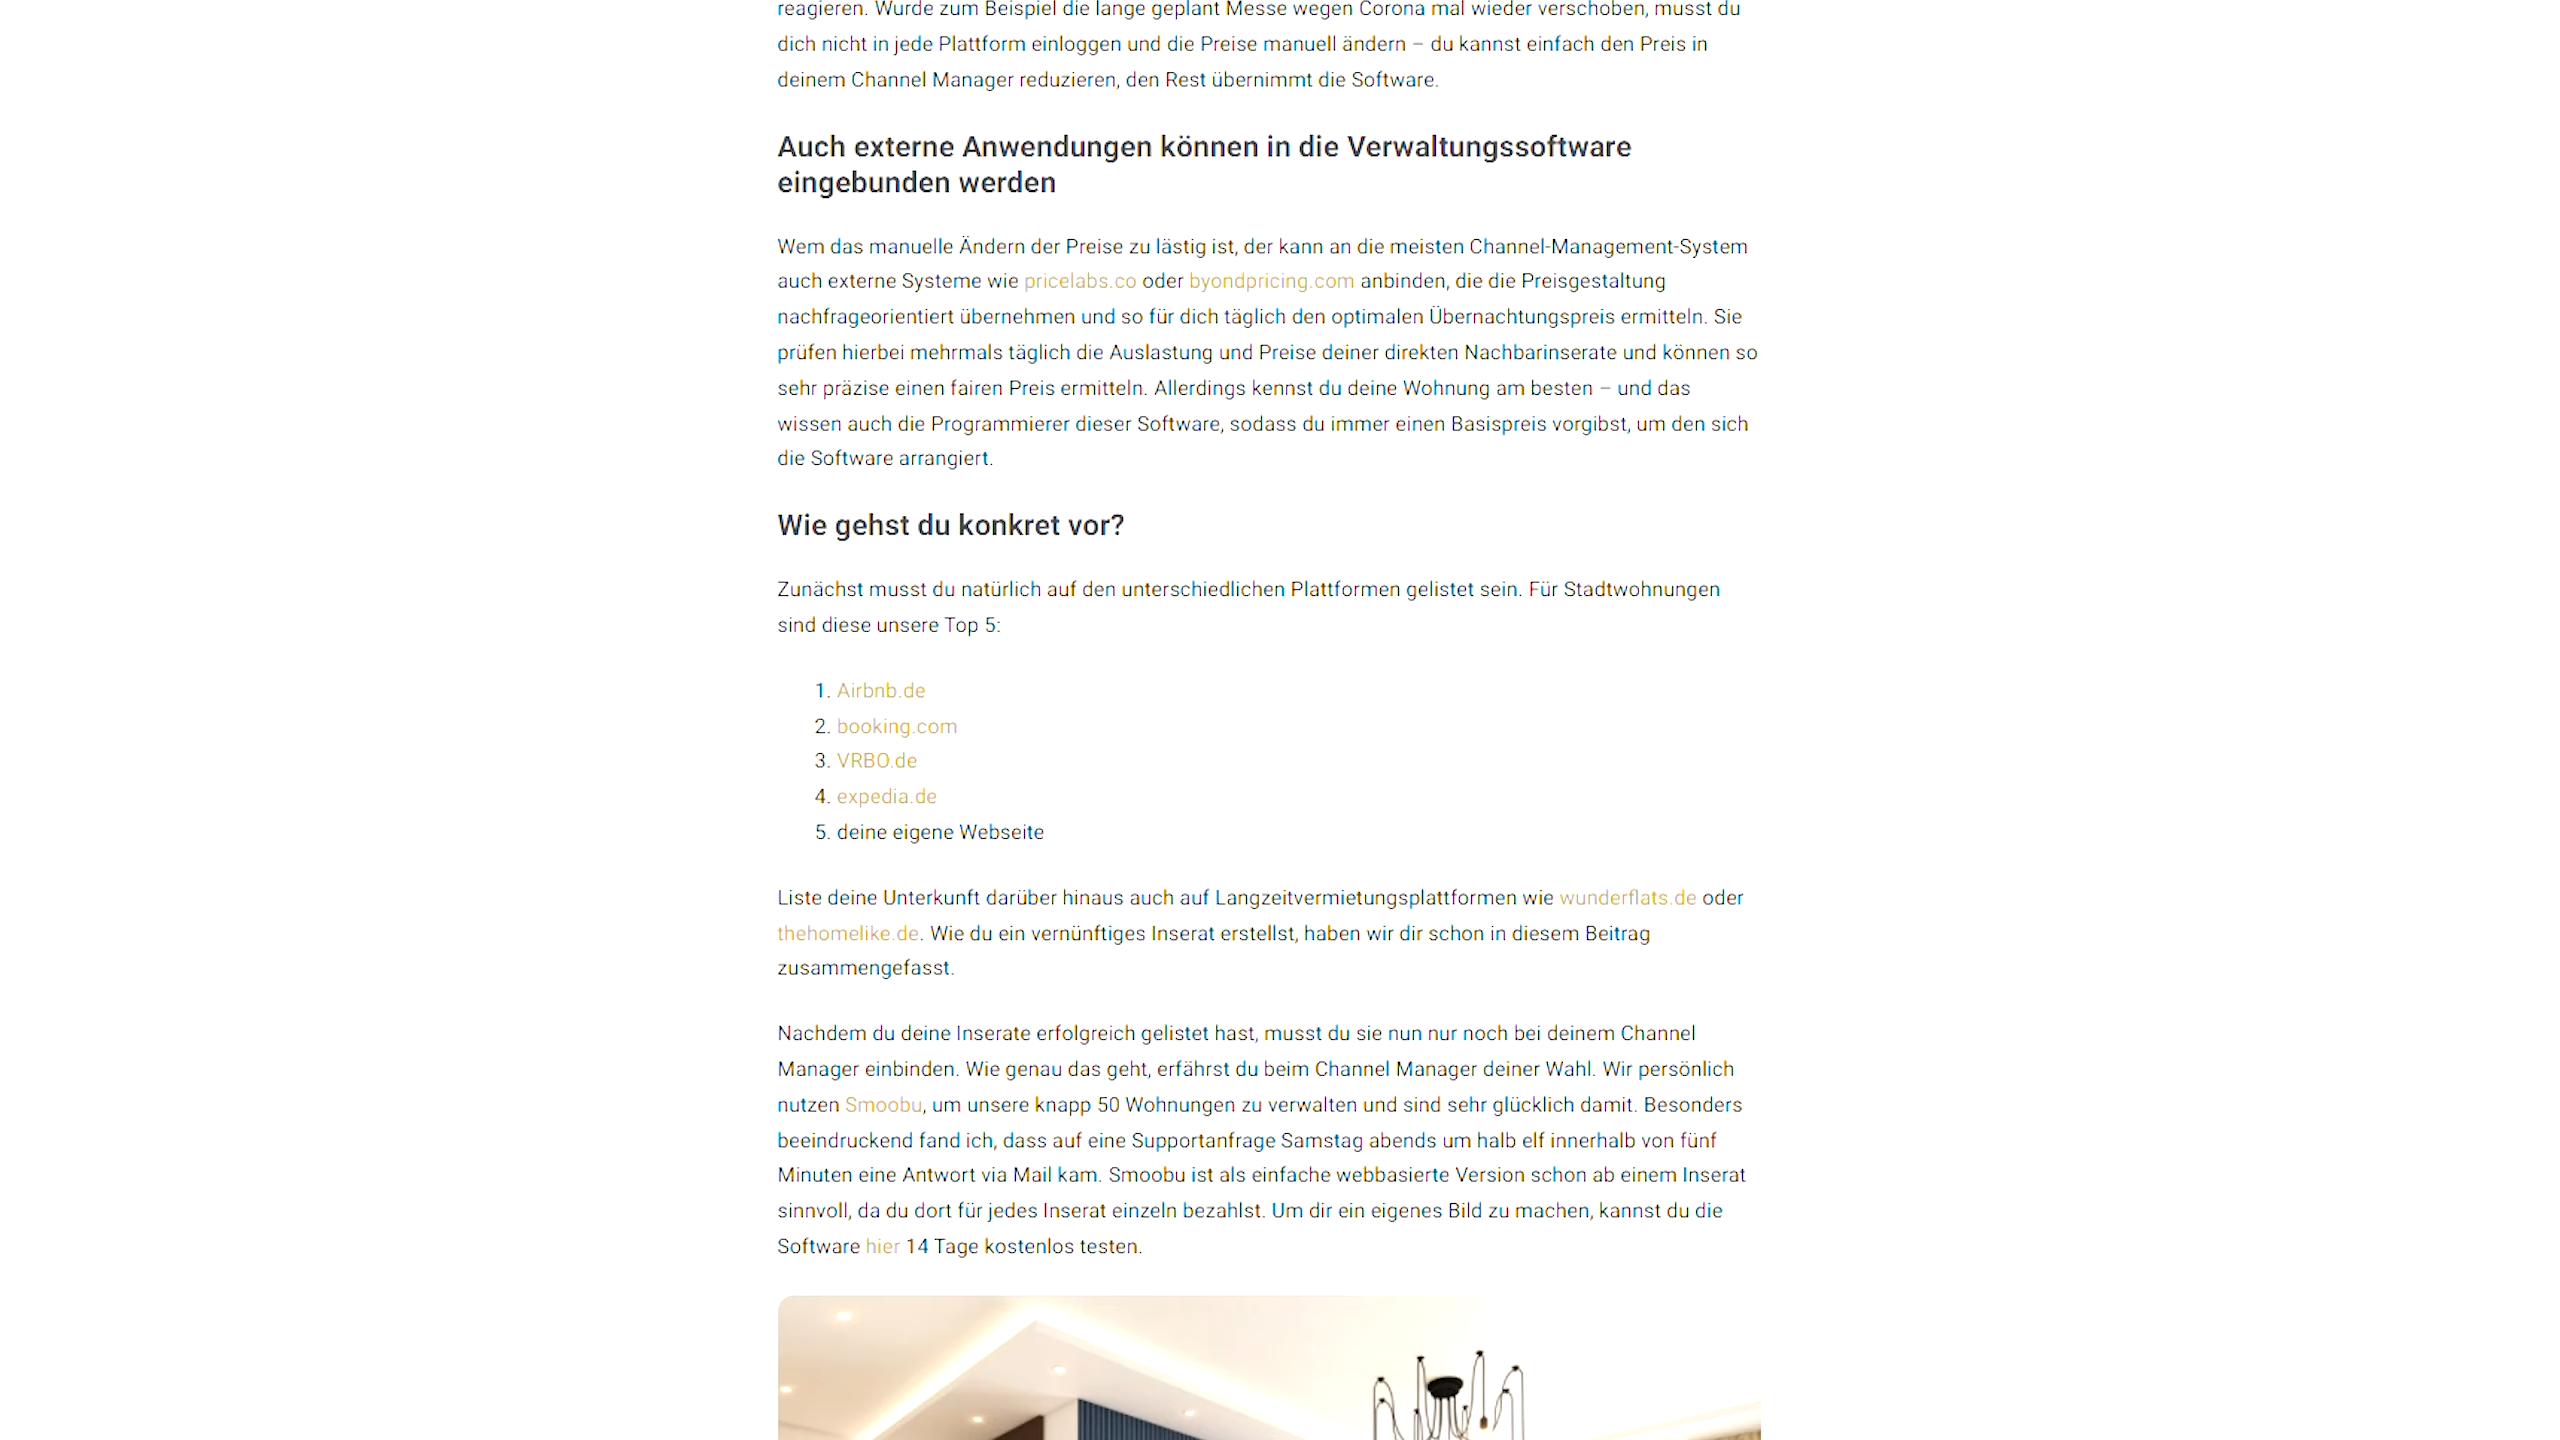 reagieren. Wurde zum Beispiel die lange geplant Messe wegen Corona mal wieder verschoben, musst du
dich nicht in jede Plattform einloggen und die Preise manuell ändern – du kannst einfach den Preis in
deinem Channel Manager reduzieren, den Rest übernimmt die Software.
Auch externe Anwendungen können in die Verwaltungssoftware
eingebunden werden
Wem das manuelle Ändern der Preise zu lästig ist, der kann an die meisten Channel-Management-System
auch externe Systeme wie pricelabs.co oder byondpricing.com anbinden, die die Preisgestaltung
nachfrageorientiert übernehmen und so für dich täglich den optimalen Übernachtungspreis ermitteln. Sie
prüfen hierbei mehrmals täglich die Auslastung und Preise deiner direkten Nachbarinserate und können so
sehr präzise einen fairen Preis ermitteln. Allerdings kennst du deine Wohnung am besten – und das
wissen auch die Programmierer dieser Software, sodass du immer einen Basispreis vorgibst, um den sich
die Software arrangiert.
Wie gehst du konkret vor?
Zunächst musst du natürlich auf den unterschiedlichen Plattformen gelistet sein. Für Stadtwohnungen
sind diese unsere Top 5:
1. Airbnb.de
2. booking.com
3. VRBO.de
4. expedia.de
5. deine eigene Webseite
Liste deine Unterkunft darüber hinaus auch auf Langzeitvermietungsplattformen wie wunderflats.de oder
thehomelike.de. Wie du ein vernünftiges Inserat erstellst, haben wir dir schon in diesem Beitrag
zusammengefasst.
Nachdem du deine Inserate erfolgreich gelistet hast, musst du sie nun nur noch bei deinem Channel
Manager einbinden. Wie genau das geht, erfährst du beim Channel Manager deiner Wahl. Wir persönlich
nutzen Smoobu, um unsere knapp 50 Wohnungen zu verwalten und sind sehr glücklich damit. Besonders
beeindruckend fand ich, dass auf eine Supportanfrage Samstag abends um halb elf innerhalb von fünf
Minuten eine Antwort via Mail kam. Smoobu ist als einfache webbasierte Version schon ab einem Inserat
sinnvoll, da du dort für jedes Inserat einzeln bezahlst. Um dir ein eigenes Bild zu machen, kannst du die
Software hier 14 Tage kostenlos testen.